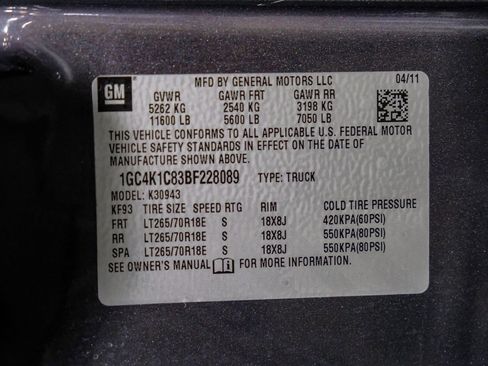 GM MFD BY GENERAL MOTORS LLC 04/11
GVWR GAWR FRT GAWR RR
5262 KG 2540 KG 3198 KG
11600 LB 5600 LB 7050 LB
THIS VEHICLE CONFORMS TO ALL APPLICABLE U.S. FEDERAL MOTOR
VEHICLE SAFETY STANDARDS IN EFFECT ON THE DATE OF
MANUFACTURE SHOWN ABOVE.
1GC4K1C83BF228089 TYPE: TRUCK
MODEL: K30943
KF93 TIRE SIZE SPEED RTG RIM COLD TIRE PRESSURE
FRT LT265/70R18E S 18X8J 420KPA(60PSI)
RR LT265/70R18E S 18X8J 550KPA(80PSI)
SPA LT265/70R18E S 18X8J 550KPA(80PSI)
SEE OWNER'S MANUAL FOR MORE INFORMATION.